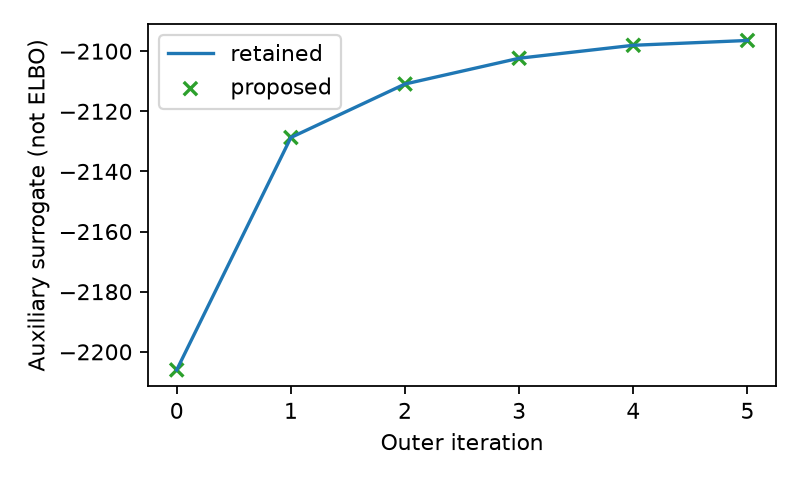 retained
proposed
Auxiliary surrogate (not ELBO)
−2100
−2120
−2140
−2160
−2180
−2200
0 1 2 3 4 5
Outer iteration